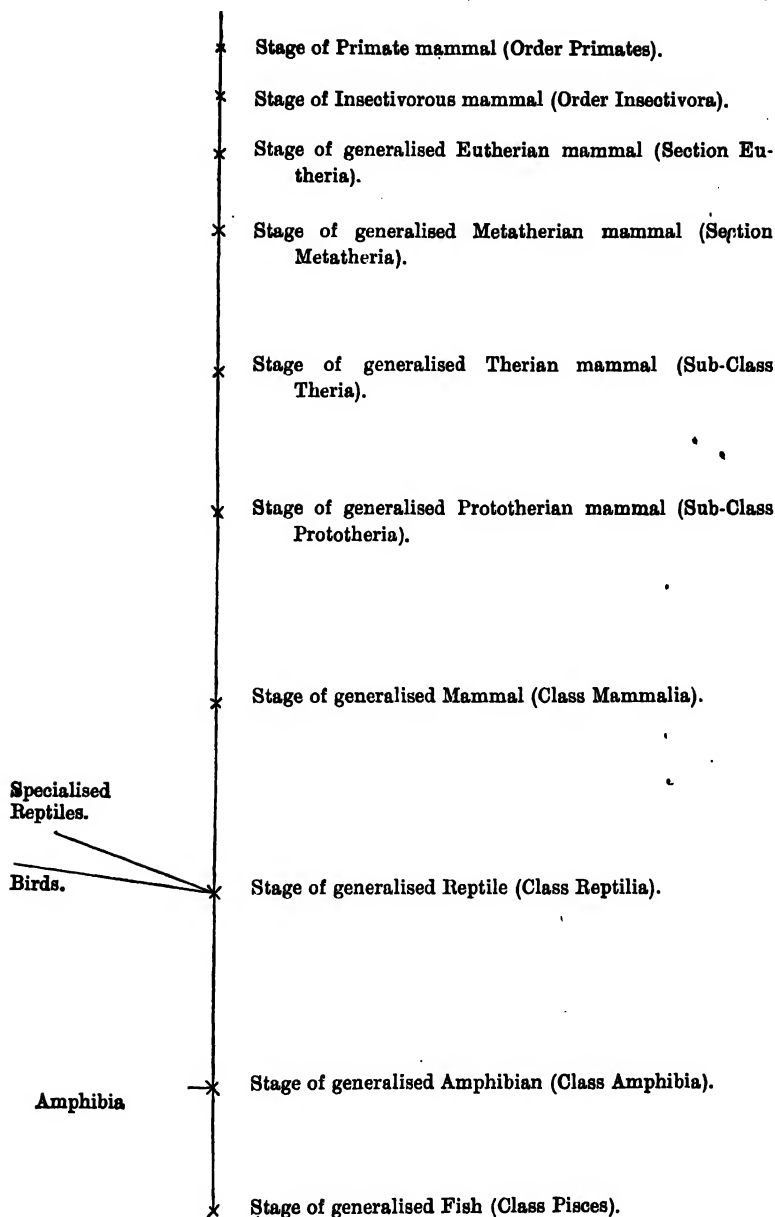 Stage of Primate mammal (Order Primates).
Stage of Insectivorous mammal (Order Insectivora).
Stage of generalised Eutherian mammal (Section Eu-
theria).
Stage of generalised Metatherian mammal (Section
Metatheria).
Stage of generalised Therian mammal (Sub-Class
Theria).
Stage of generalised Prototherian mammal (Sub-Class
Prototheria).
Stage of generalised Mammal (Class Mammalia).
Specialised
Reptiles.
Birds.
Stage of generalised Reptile (Class Reptilia).
Amphibia
Stage of generalised Amphibian (Class Amphibia).
Stage of generalised Fish (Class Pisces).